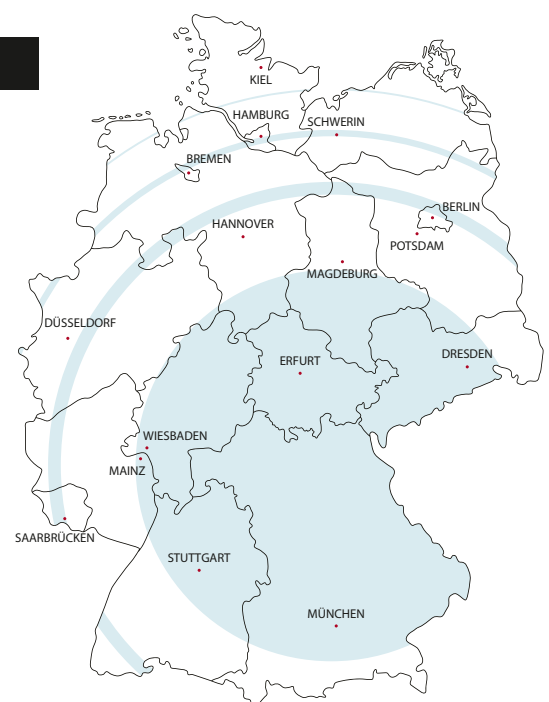 KIEL
HAMBURG
SCHWERIN
BREMEN
BERLIN
HANNOVER
POTSDAM
MAGDEBURG
DÜSSELDORF
ERFURT
DRESDEN
WIESBADEN
MAINZ
SAARBRÜCKEN
STUTTGART
MÜNCHEN